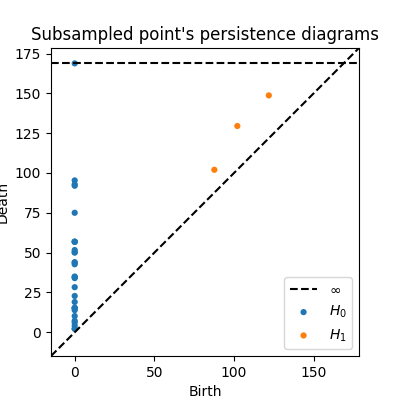 Subsampled point's persistence diagrams
175
150
125
100
75
50
25
0
Death
0
50
100
150
Birth
∞
H₀
H₁